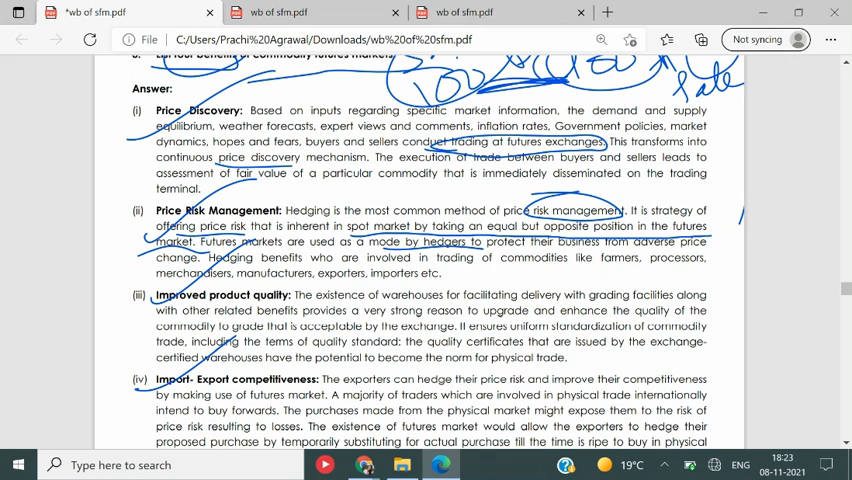 *wb of sfm.pdf
wb of sfm.pdf
wb of sfm.pdf
File
C:/Users/Prachi%20Agrawal/Downloads/wb%20of%20sfm.pdf
Not syncing
100
150
rate
Answer:
(i) Price Discovery: Based on inputs regarding specific market information, the demand and supply
equilibrium, weather forecasts, expert views and comments, inflation rates, Government policies, market
dynamics, hopes and fears, buyers and sellers conduct trading at futures exchanges. This transforms into
continuous price discovery mechanism. The execution of trade between buyers and sellers leads to
assessment of fair value of a particular commodity that is immediately disseminated on the trading
terminal.
(ii) Price Risk Management: Hedging is the most common method of price risk management. It is strategy of
offering price risk that is inherent in spot market by taking an equal but opposite position in the futures
market. Futures markets are used as a mode by hedgers to protect their business from adverse price
change. Hedging benefits who are involved in trading of commodities like farmers, processors,
merchandisers, manufacturers, exporters, importers etc.
(iii) Improved product quality: The existence of warehouses for facilitating delivery with grading facilities along
with other related benefits provides a very strong reason to upgrade and enhance the quality of the
commodity to grade that is acceptable by the exchange. It ensures uniform standardization of commodity
trade, including the terms of quality standard: the quality certificates that are issued by the exchange-
certified warehouses have the potential to become the norm for physical trade.
(iv) Import- Export competitiveness: The exporters can hedge their price risk and improve their competitiveness
by making use of futures market. A majority of traders which are involved in physical trade internationally
intend to buy forwards. The purchases made from the physical market might expose them to the risk of
price risk resulting to losses. The existence of futures market would allow the exporters to hedge their
proposed purchase by temporarily substituting for actual purchase till the time is ripe to buy in physical
Type here to search
19°C
ENG
18:23
08-11-2021